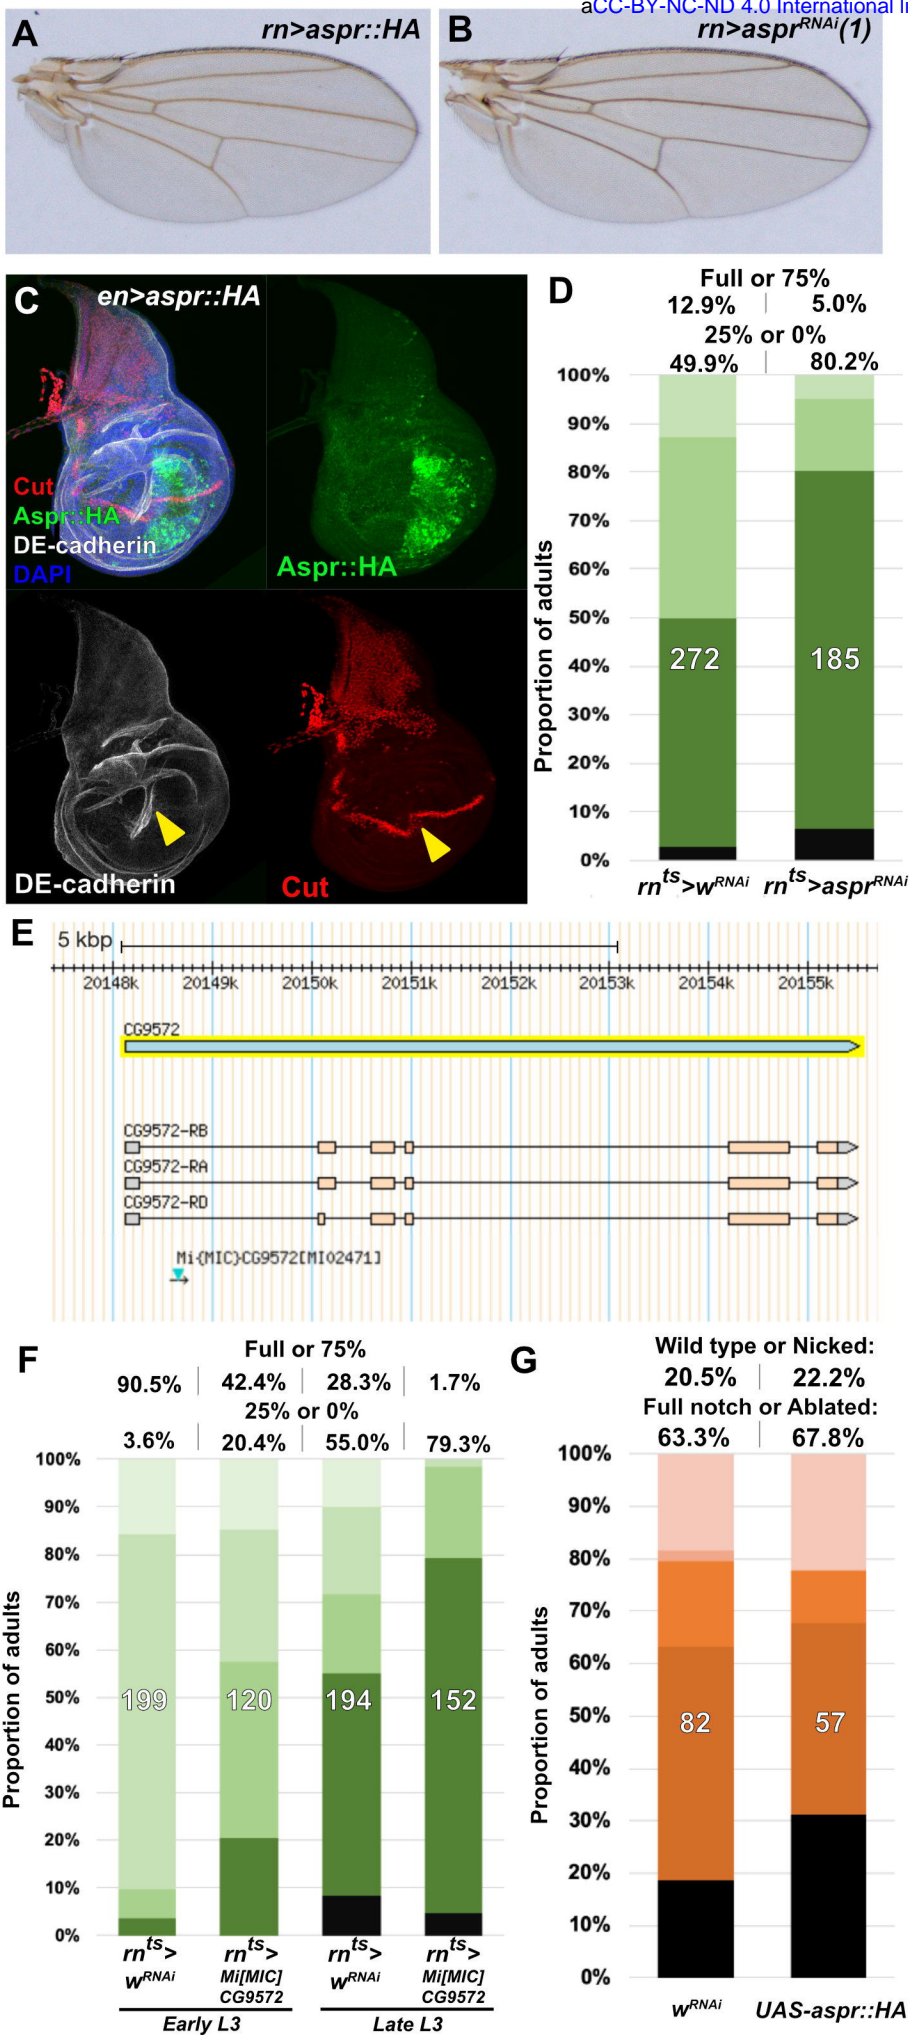 aCC-BY-NC-ND 4.0 International li
A
rn>aspr::HA
B
rn>aspr^RNAi(1)
C
en>aspr::HA
Cut
Aspr::HA
DE-cadherin
DAPI
Aspr::HA
DE-cadherin
Cut
D
Full or 75%
12.9% | 5.0%
25% or 0%
49.9% | 80.2%
Proportion of adults
100%
90%
80%
70%
60%
50%
40%
30%
20%
10%
0%
272
185
rn^ts>w^RNAi
rn^ts>aspr^RNAi
E
5 kbp
20148k 20149k 20150k 20151k 20152k 20153k 20154k 20155k
CG9572
CG9572-RB
CG9572-RA
CG9572-RD
Mi{MIC}CG9572[MI02471]
F
Full or 75%
90.5% | 42.4% | 28.3% | 1.7%
25% or 0%
3.6% | 20.4% | 55.0% | 79.3%
Proportion of adults
100%
90%
80%
70%
60%
50%
40%
30%
20%
10%
0%
199
120
194
152
rn^ts> rn^ts> rn^ts> rn^ts>
w^RNAi Mi[MIC] w^RNAi Mi[MIC]
CG9572 CG9572
Early L3 Late L3
G
Wild type or Nicked:
20.5% | 22.2%
Full notch or Ablated:
63.3% | 67.8%
Proportion of adults
100%
90%
80%
70%
60%
50%
40%
30%
20%
10%
0%
82
57
w^RNAi
UAS-aspr::HA